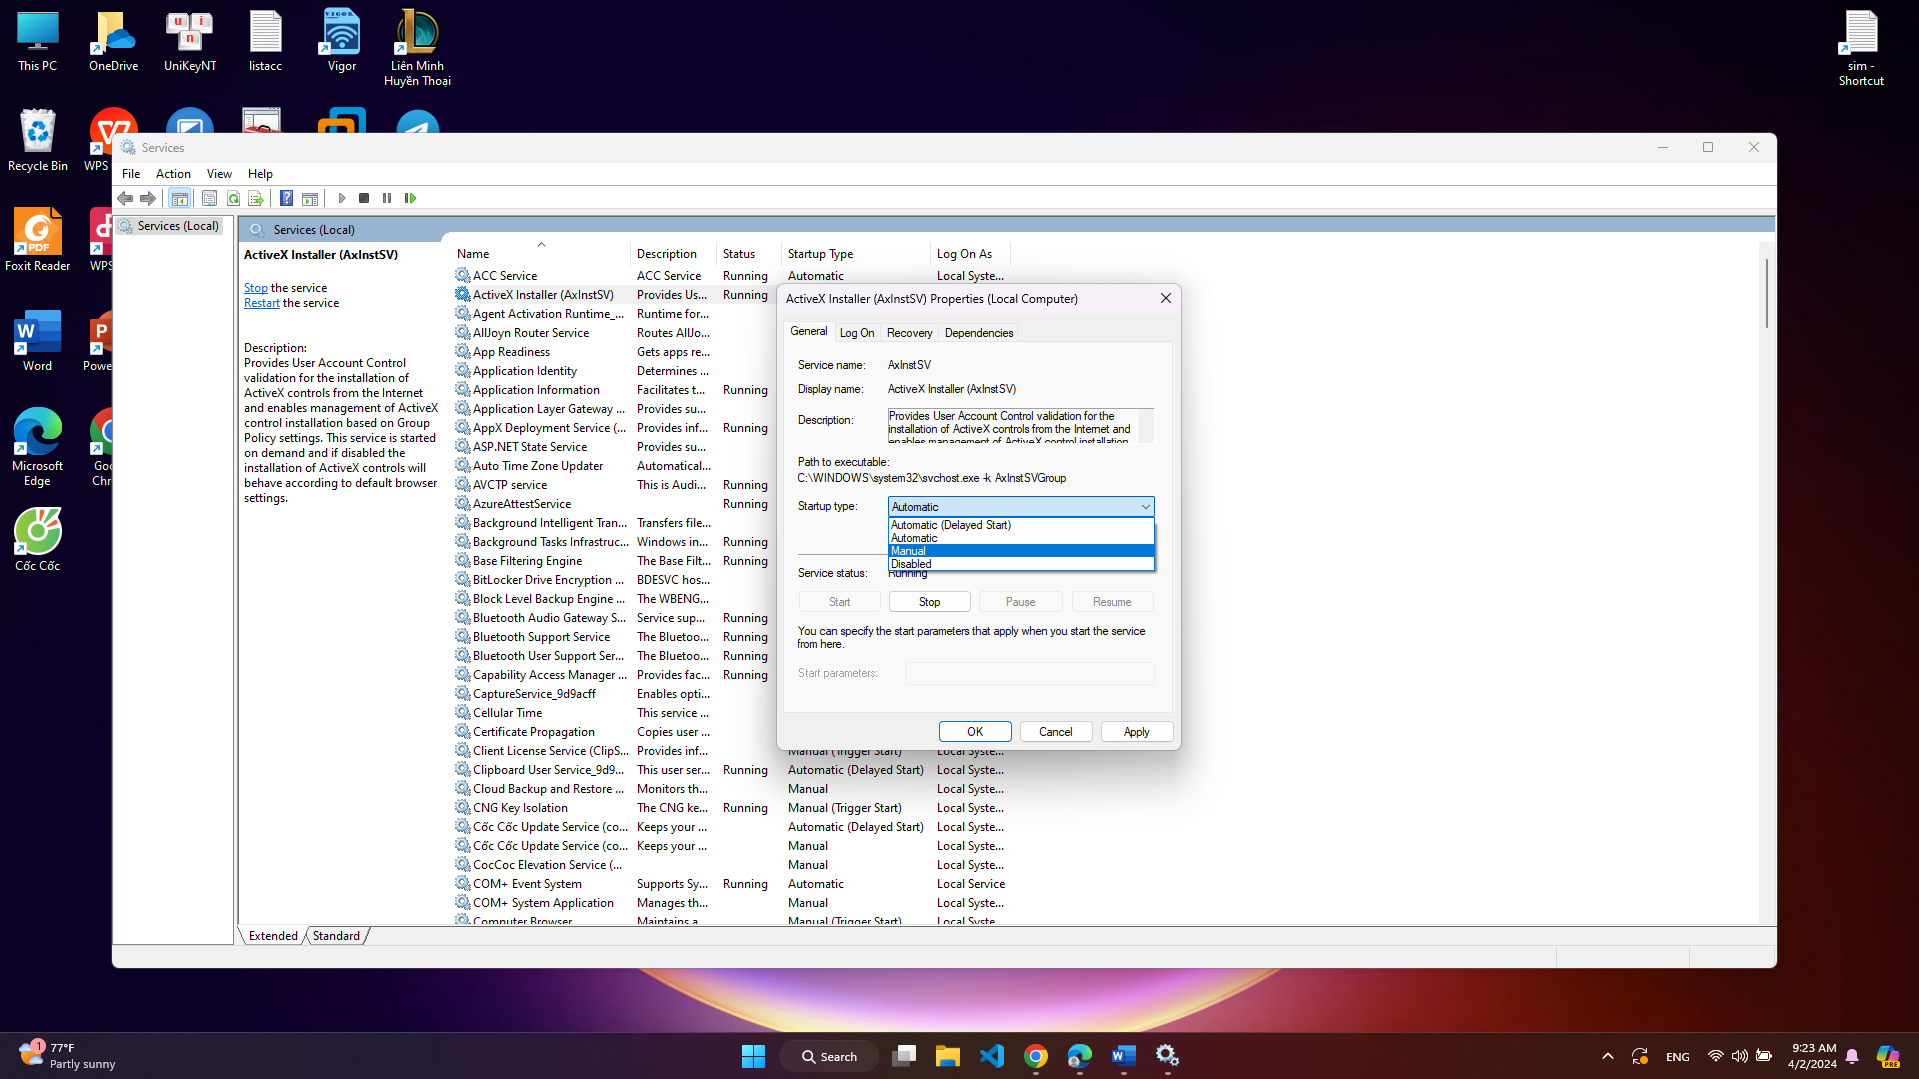 This PC
OneDrive
UniKeyNT
listacc
Vigor
Liên Minh
Huyền Thoại
sim -
Shortcut
Recycle Bin
WPS
Foxit Reader
WPS
Word
Powe
Microsoft
Edge
Goo
Chr
Cốc Cốc
Services
File
Action
View
Help
Services (Local)
Services (Local)
ActiveX Installer (AxInstSV)
Stop the service
Restart the service
Description:
Provides User Account Control
validation for the installation of
ActiveX controls from the Internet
and enables management of ActiveX
control installation based on Group
Policy settings. This service is started
on demand and if disabled the
installation of ActiveX controls will
behave according to default browser
settings.
Name Description Status Startup Type Log On As
ACC Service ACC Service Running Automatic Local Syste...
ActiveX Installer (AxInstSV) Provides Us... Running
Agent Activation Runtime_... Runtime for...
AllJoyn Router Service Routes AllJo...
App Readiness Gets apps re...
Application Identity Determines ...
Application Information Facilitates t... Running
Application Layer Gateway ... Provides su...
AppX Deployment Service (... Provides inf... Running
ASP.NET State Service Provides su...
Auto Time Zone Updater Automatical...
AVCTP service This is Audi... Running
AzureAttestService Running
Background Intelligent Tran... Transfers file...
Background Tasks Infrastruc... Windows in... Running
Base Filtering Engine The Base Filt... Running
BitLocker Drive Encryption ... BDESVC hos...
Block Level Backup Engine ... The WBENG...
Bluetooth Audio Gateway S... Service sup... Running
Bluetooth Support Service The Bluetoo... Running
Bluetooth User Support Ser... The Bluetoo... Running
Capability Access Manager ... Provides fac... Running
CaptureService_9d9acff Enables opti...
Cellular Time This service ...
Certificate Propagation Copies user ...
Client License Service (ClipS... Provides inf... Manual (Trigger Start) Local Syste...
Clipboard User Service_9d9... This user ser... Running Automatic (Delayed Start) Local Syste...
Cloud Backup and Restore ... Monitors th... Manual Local Syste...
CNG Key Isolation The CNG ke... Running Manual (Trigger Start) Local Syste...
Cốc Cốc Update Service (co... Keeps your ... Automatic (Delayed Start) Local Syste...
Cốc Cốc Update Service (co... Keeps your ... Manual Local Syste...
CocCoc Elevation Service (... Manual Local Syste...
COM+ Event System Supports Sy... Running Automatic Local Service
COM+ System Application Manages th... Manual Local Syste...
Computer Browser Maintains a Manual (Trigger Start) Local Syste
Extended
Standard
ActiveX Installer (AxInstSV) Properties (Local Computer)
General
Log On
Recovery
Dependencies
Service name: AxInstSV
Display name: ActiveX Installer (AxInstSV)
Description:
Provides User Account Control validation for the
installation of ActiveX controls from the Internet and
enables management of ActiveX control installation
Path to executable:
C:\WINDOWS\system32\svchost.exe -k AxInstSVGroup
Startup type: Automatic
Automatic (Delayed Start)
Automatic
Manual
Disabled
Service status: Running
Start
Stop
Pause
Resume
You can specify the start parameters that apply when you start the service
from here.
Start parameters:
OK
Cancel
Apply
1
77°F
Partly sunny
Search
ENG
9:23 AM
4/2/2024
PRE